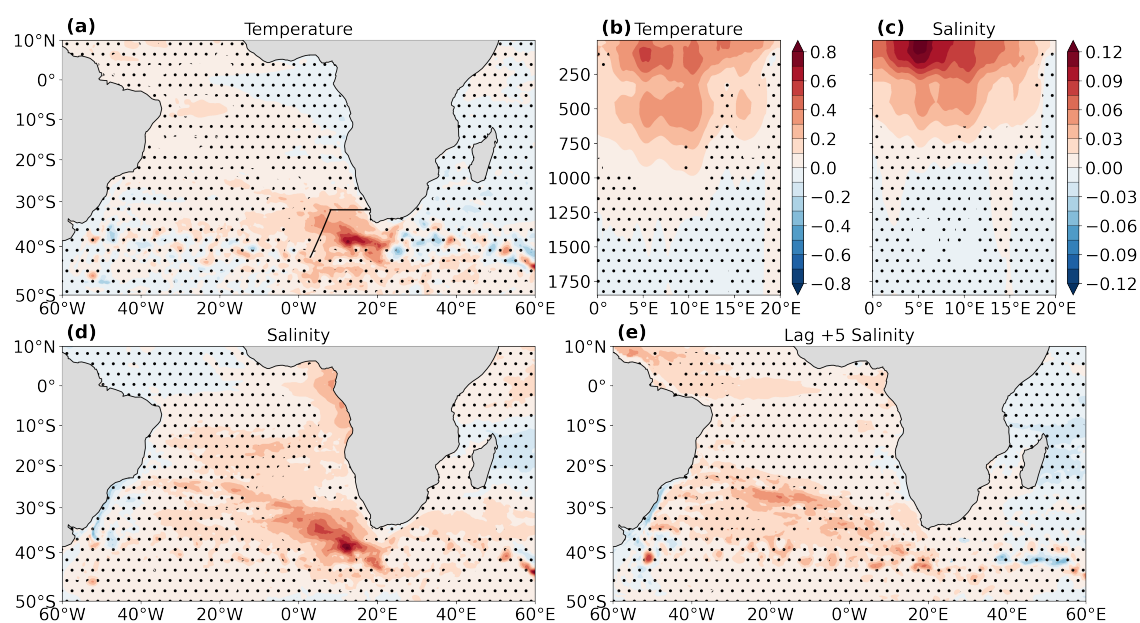 (a) Temperature
10°N
0°
10°S
20°S
30°S
40°S
50°S
60°W 40°W 20°W 0°W 20°E 40°E 60°E
(b) Temperature
250
500
750
1000
1250
1500
1750
0° 5°E 10°E 15°E 20°E
0.8
0.6
0.4
0.2
0.0
−0.2
−0.4
−0.6
−0.8
(c) Salinity
0° 5°E 10°E 15°E 20°E
0.12
0.09
0.06
0.03
0.00
−0.03
−0.06
−0.09
−0.12
(d) Salinity
10°N
0°
10°S
20°S
30°S
40°S
50°S
60°W 40°W 20°W 0°W 20°E 40°E 60°E
(e) Lag +5 Salinity
10°N
0°
10°S
20°S
30°S
40°S
50°S
60°W 40°W 20°W 0°W 20°E 40°E 60°E